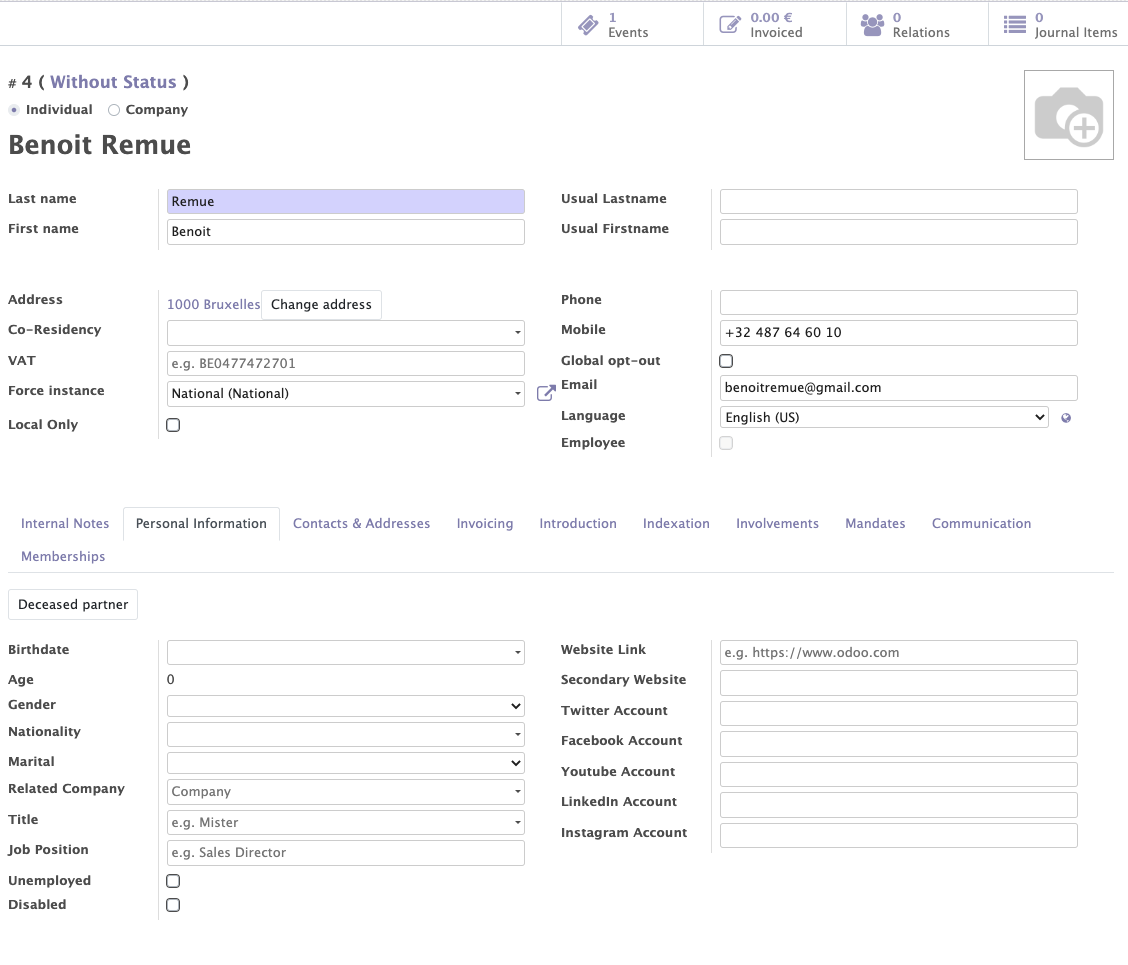 1
Events
0.00 €
Invoiced
0
Relations
0
Journal Items
# 4 ( Without Status )
Individual Company
Benoit Remue
Last name Remue
First name Benoit
Usual Lastname
Usual Firstname
Address 1000 Bruxelles Change address
Co-Residency
VAT e.g. BE0477472701
Force instance National (National)
Local Only
Phone
Mobile +32 487 64 60 10
Global opt-out
Email benoitremue@gmail.com
Language English (US)
Employee
Internal Notes Personal Information Contacts & Addresses Invoicing Introduction Indexation Involvements Mandates Communication
Memberships
Deceased partner
Birthdate
Age 0
Gender
Nationality
Marital
Related Company Company
Title e.g. Mister
Job Position e.g. Sales Director
Unemployed
Disabled
Website Link e.g. https://www.odoo.com
Secondary Website
Twitter Account
Facebook Account
Youtube Account
LinkedIn Account
Instagram Account